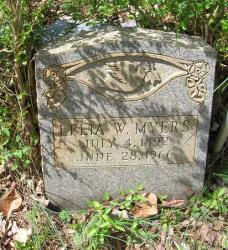 LELIA W. MYERS
JULY 4, 1892
JUNE 28, 1966